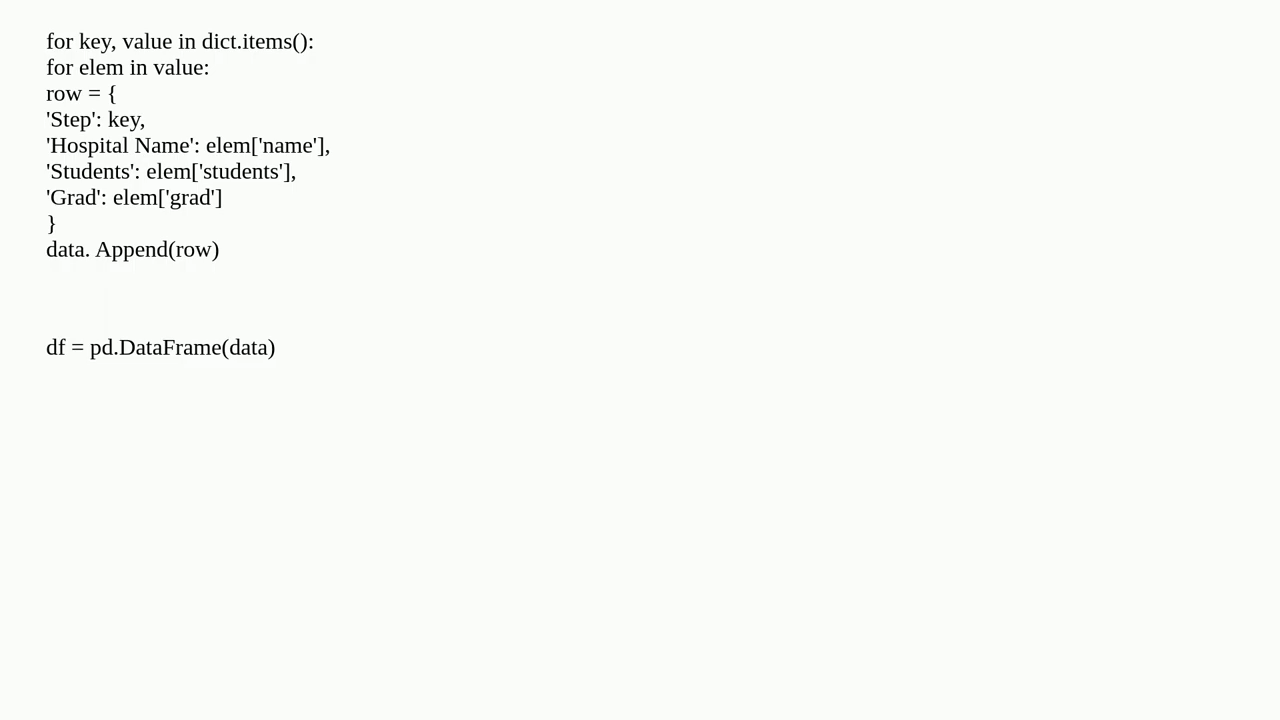 for key, value in dict.items():
for elem in value:
row = {
'Step': key,
'Hospital Name': elem['name'],
'Students': elem['students'],
'Grad': elem['grad']
}
data. Append(row)
df = pd.DataFrame(data)